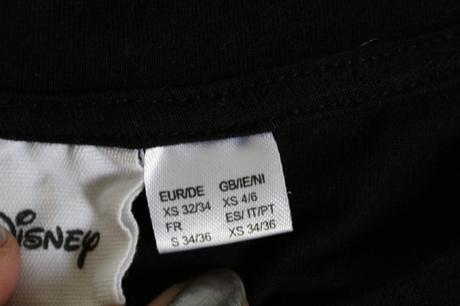 Disney
EUR/DE GB/IE/NI
XS 32/34 XS 4/6
FR ES/ IT/PT
S 34/36 XS 34/36